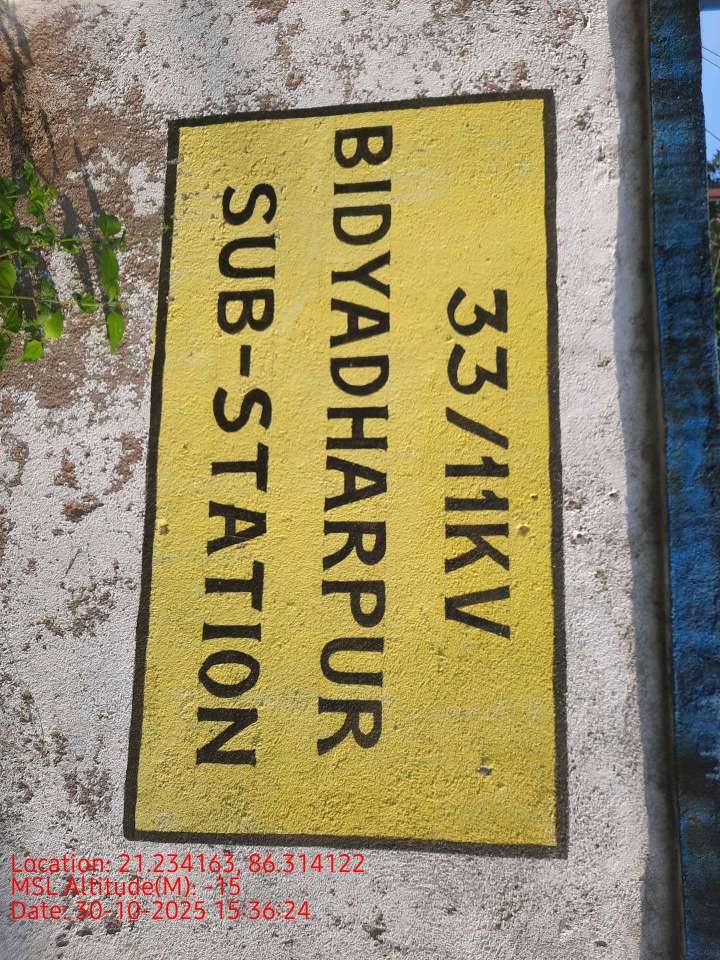 33/11KV
BIDYADHARPUR
SUB-STATION
Location: 21.234163, 86.314122
MSL Altitude(M): -15
Date: 30-10-2025 15:36:24